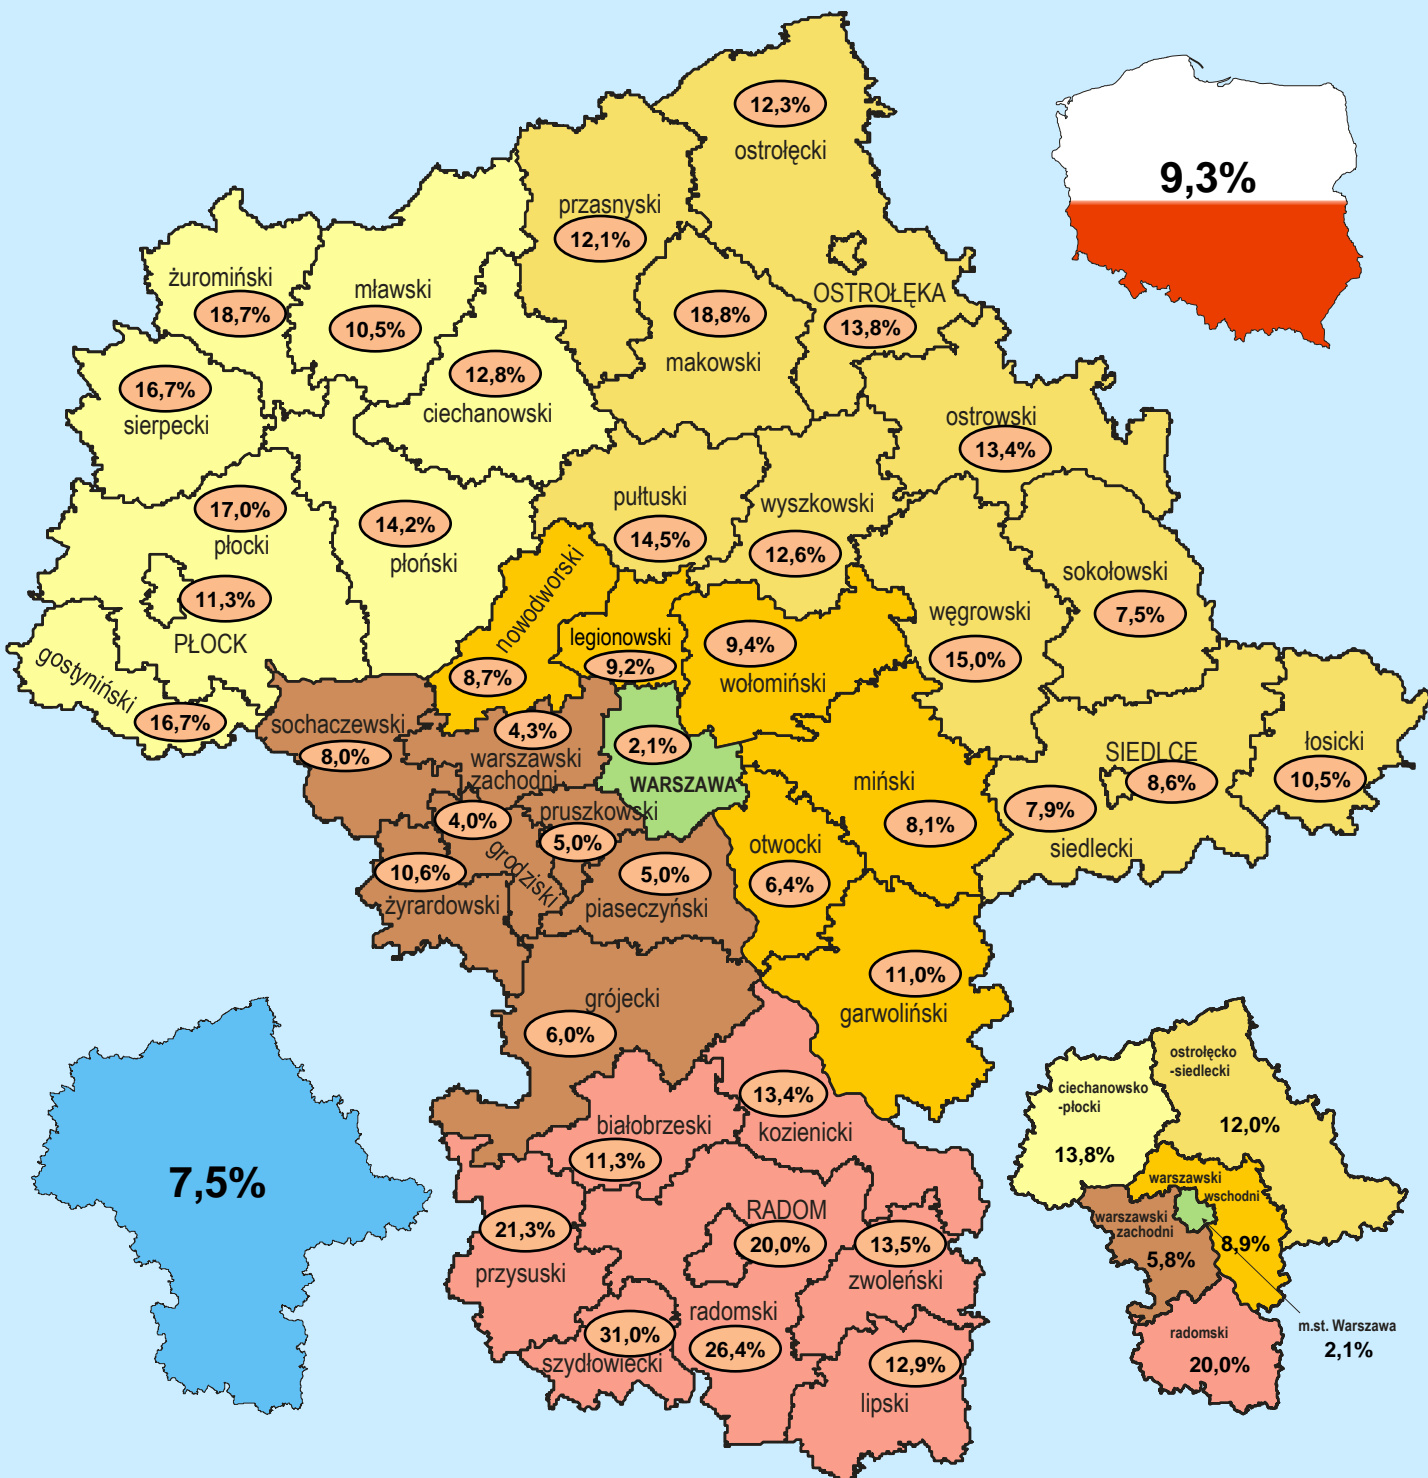 12,3%
ostrołęcki
9,3%
przasnyski
12,1%
żuromiński
18,7%
mławski
10,5%
18,8%
makowski
OSTROŁĘKA
13,8%
16,7%
sierpecki
12,8%
ciechanowski
ostrowski
13,4%
17,0%
płocki
14,2%
płoński
pułtuski
14,5%
wyszkowski
12,6%
sokołowski
7,5%
11,3%
PŁOCK
nowodworski
8,7%
legionowski
9,2%
9,4%
wołomiński
węgrowski
15,0%
gostyniński
16,7%
sochaczewski
8,0%
4,3%
warszawski
zachodni
2,1%
WARSZAWA
miński
8,1%
SIEDLCE
8,6%
7,9%
siedlecki
łosicki
10,5%
4,0%
grodziski
pruszkowski
5,0%
10,6%
żyrardowski
5,0%
piaseczyński
otwocki
6,4%
11,0%
garwoliński
grójecki
6,0%
7,5%
13,4%
kozienicki
białobrzeski
11,3%
21,3%
przysuski
RADOM
20,0%
13,5%
zwoleński
31,0%
szydłowiecki
radomski
26,4%
12,9%
lipski
ostrołęcko
-siedlecki
12,0%
ciechanowsko
-płocki
13,8%
warszawski
wschodni
8,9%
warszawski
zachodni
5,8%
m.st. Warszawa
2,1%
radomski
20,0%